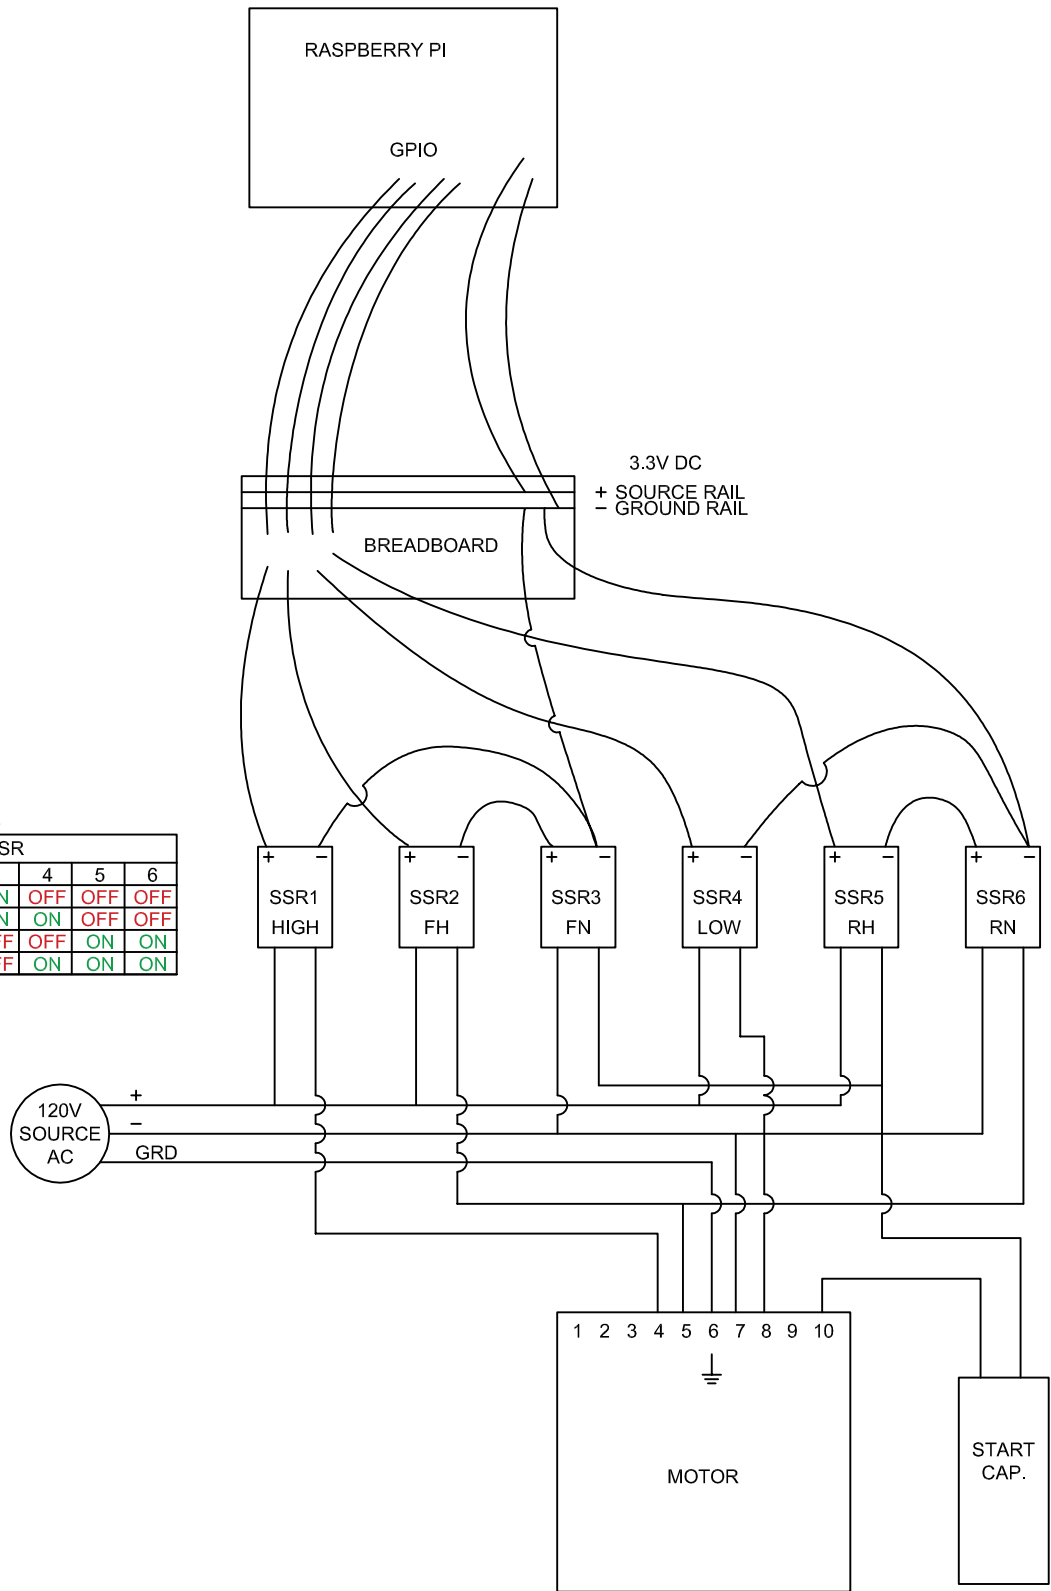 RASPBERRY PI
GPIO
3.3V DC
+ SOURCE RAIL
− GROUND RAIL
BREADBOARD
+ − + − + − + − + − + −
SSR1 SSR2 SSR3 SSR4 SSR5 SSR6
HIGH FH FN LOW RH RN
SR
4 5 6
N OFF OFF OFF
N ON OFF OFF
FF OFF ON ON
FF ON ON ON
+
120V
SOURCE
AC
−
GRD
1 2 3 4 5 6 7 8 9 10
MOTOR
START
CAP.